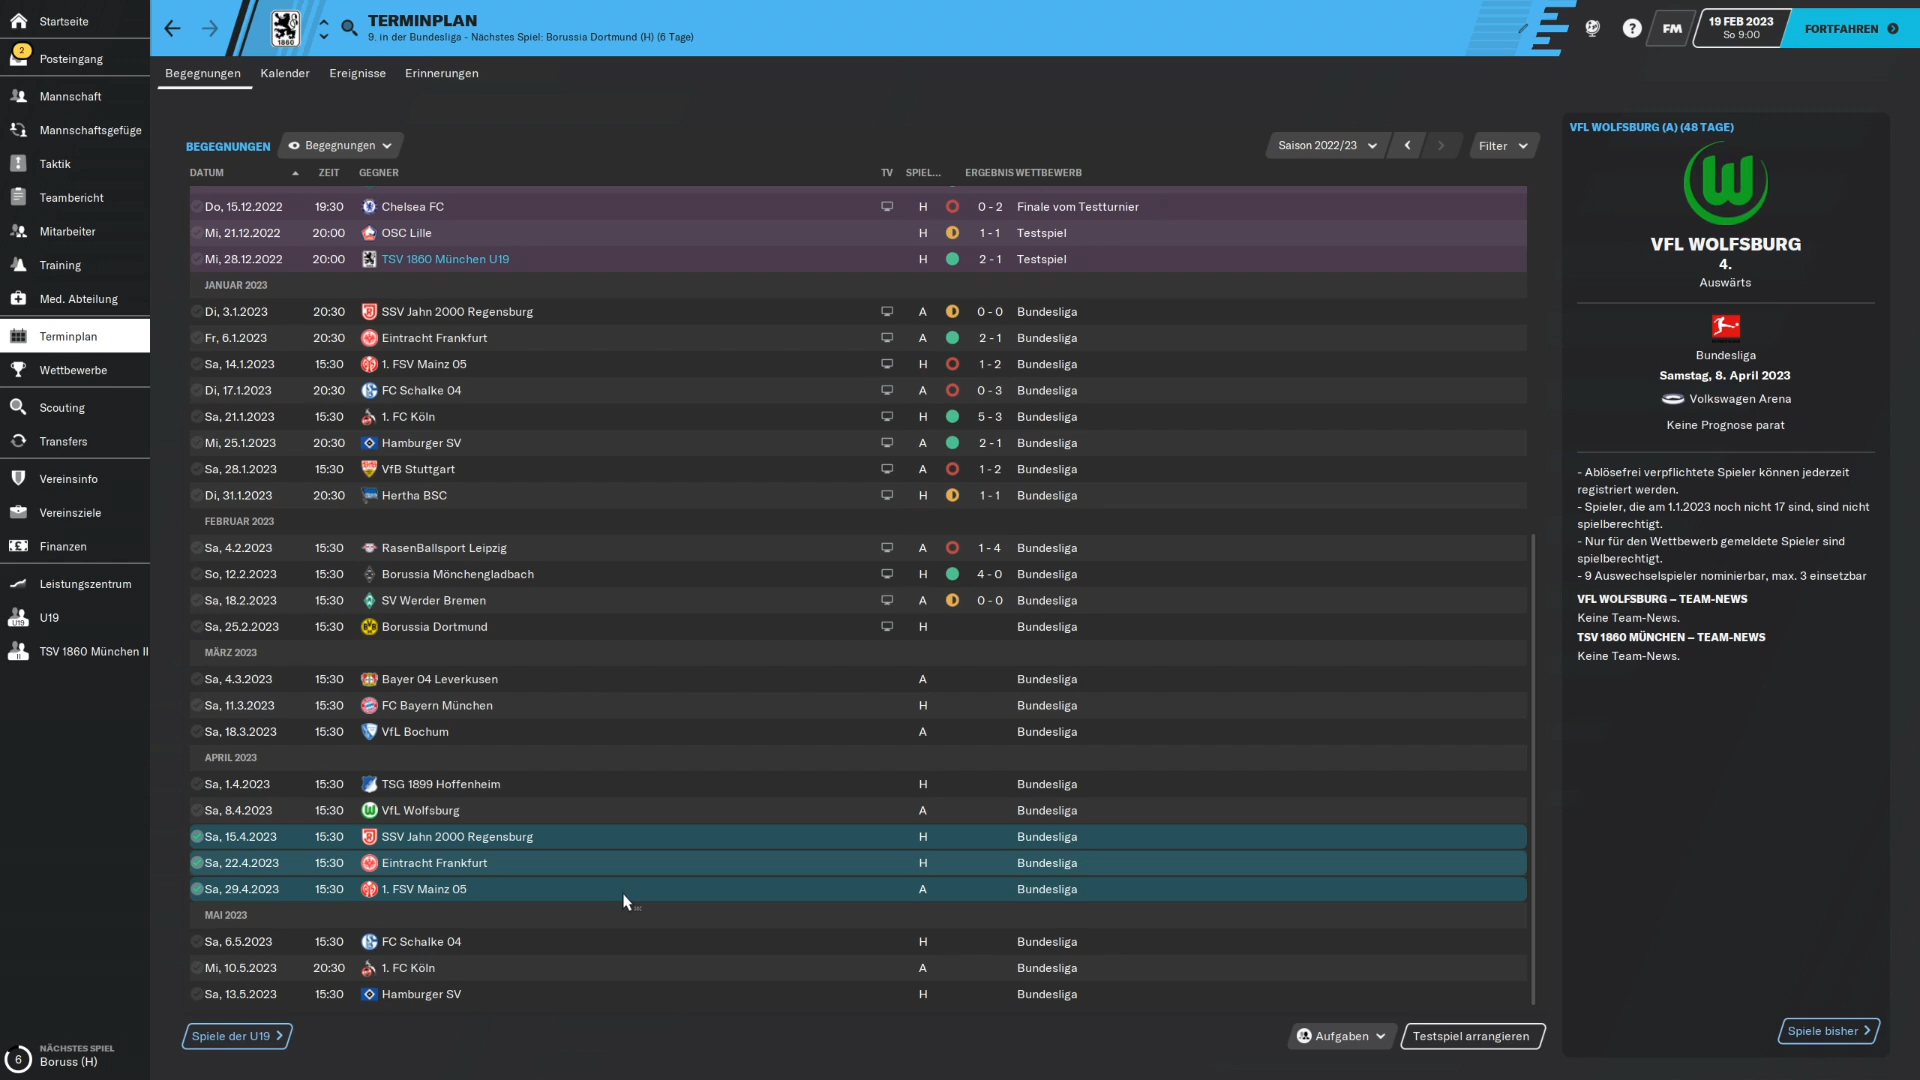 Startseite
2
Posteingang
Mannschaft
Mannschaftsgefüge
Taktik
Teambericht
Mitarbeiter
Training
Med. Abteilung
Terminplan
Wettbewerbe
Scouting
Transfers
Vereinsinfo
Vereinsziele
Finanzen
Leistungszentrum
U19
TSV 1860 München II
6 NÄCHSTES SPIEL
Boruss (H)
1860
TERMINPLAN
9. in der Bundesliga - Nächstes Spiel: Borussia Dortmund (H) (6 Tage)
? FM
19 FEB 2023
So 9:00
FORTFAHREN
Begegnungen Kalender Ereignisse Erinnerungen
BEGEGNUNGEN Begegnungen Saison 2022/23 Filter
DATUM ZEIT GEGNER TV SPIEL... ERGEBNIS WETTBEWERB
Do, 15.12.2022 19:30 Chelsea FC H 0 - 2 Finale vom Testturnier
Mi, 21.12.2022 20:00 OSC Lille H 1 - 1 Testspiel
Mi, 28.12.2022 20:00 TSV 1860 München U19 H 2 - 1 Testspiel
JANUAR 2023
Di, 3.1.2023 20:30 SSV Jahn 2000 Regensburg A 0 - 0 Bundesliga
Fr, 6.1.2023 20:30 Eintracht Frankfurt A 2 - 1 Bundesliga
Sa, 14.1.2023 15:30 1. FSV Mainz 05 H 1 - 2 Bundesliga
Di, 17.1.2023 20:30 FC Schalke 04 A 0 - 3 Bundesliga
Sa, 21.1.2023 15:30 1. FC Köln H 5 - 3 Bundesliga
Mi, 25.1.2023 20:30 Hamburger SV A 2 - 1 Bundesliga
Sa, 28.1.2023 15:30 VfB Stuttgart A 1 - 2 Bundesliga
Di, 31.1.2023 20:30 Hertha BSC H 1 - 1 Bundesliga
FEBRUAR 2023
Sa, 4.2.2023 15:30 RasenBallsport Leipzig A 1 - 4 Bundesliga
So, 12.2.2023 15:30 Borussia Mönchengladbach H 4 - 0 Bundesliga
Sa, 18.2.2023 15:30 SV Werder Bremen A 0 - 0 Bundesliga
Sa, 25.2.2023 15:30 Borussia Dortmund H Bundesliga
MÄRZ 2023
Sa, 4.3.2023 15:30 Bayer 04 Leverkusen A Bundesliga
Sa, 11.3.2023 15:30 FC Bayern München H Bundesliga
Sa, 18.3.2023 15:30 VfL Bochum A Bundesliga
APRIL 2023
Sa, 1.4.2023 15:30 TSG 1899 Hoffenheim H Bundesliga
Sa, 8.4.2023 15:30 VfL Wolfsburg A Bundesliga
Sa, 15.4.2023 15:30 SSV Jahn 2000 Regensburg H Bundesliga
Sa, 22.4.2023 15:30 Eintracht Frankfurt H Bundesliga
Sa, 29.4.2023 15:30 1. FSV Mainz 05 A Bundesliga
MAI 2023
Sa, 6.5.2023 15:30 FC Schalke 04 H Bundesliga
Mi, 10.5.2023 20:30 1. FC Köln A Bundesliga
Sa, 13.5.2023 15:30 Hamburger SV H Bundesliga
Spiele der U19 Aufgaben Testspiel arrangieren
VFL WOLFSBURG (A) (48 TAGE)
VFL WOLFSBURG
4.
Auswärts
Bundesliga
Samstag, 8. April 2023
Volkswagen Arena
Keine Prognose parat
- Ablösefrei verpflichtete Spieler können jederzeit
registriert werden.
- Spieler, die am 1.1.2023 noch nicht 17 sind, sind nicht
spielberechtigt.
- Nur für den Wettbewerb gemeldete Spieler sind
spielberechtigt.
- 9 Auswechselspieler nominierbar, max. 3 einsetzbar
VFL WOLFSBURG – TEAM-NEWS
Keine Team-News.
TSV 1860 MÜNCHEN – TEAM-NEWS
Keine Team-News.
Spiele bisher